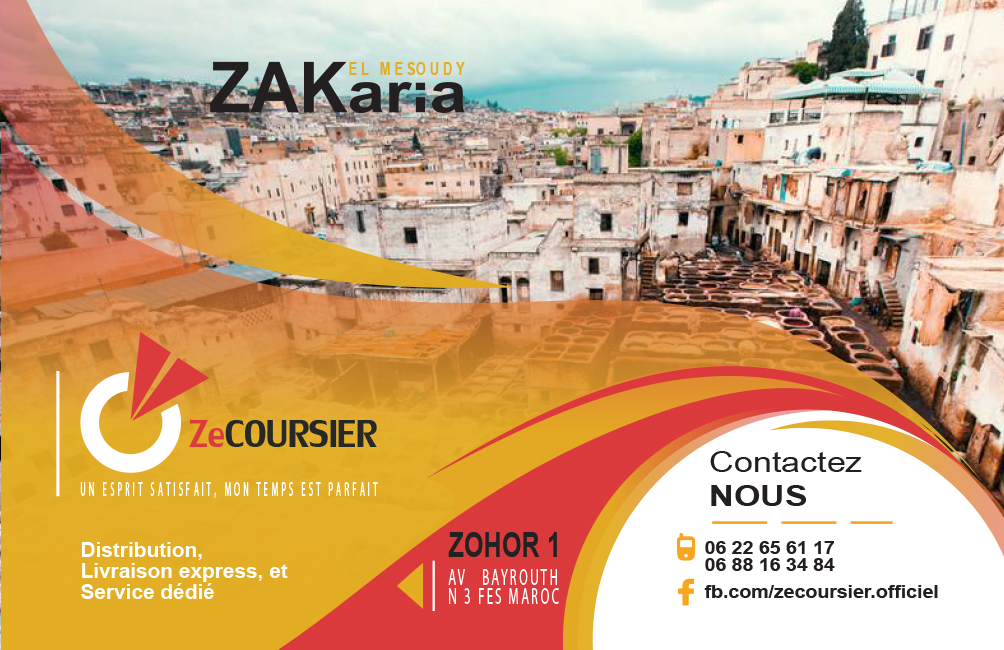 EL MESOUDY
ZAKaria
ZeCOURSIER
UN ESPRIT SATISFAIT, MON TEMPS EST PARFAIT
Distribution,
Livraison express, et
Service dédié
ZOHOR 1
AV BAYROUTH
N 3 FES MAROC
Contactez
NOUS
06 22 65 61 17
06 88 16 34 84
fb.com/zecoursier.officiel